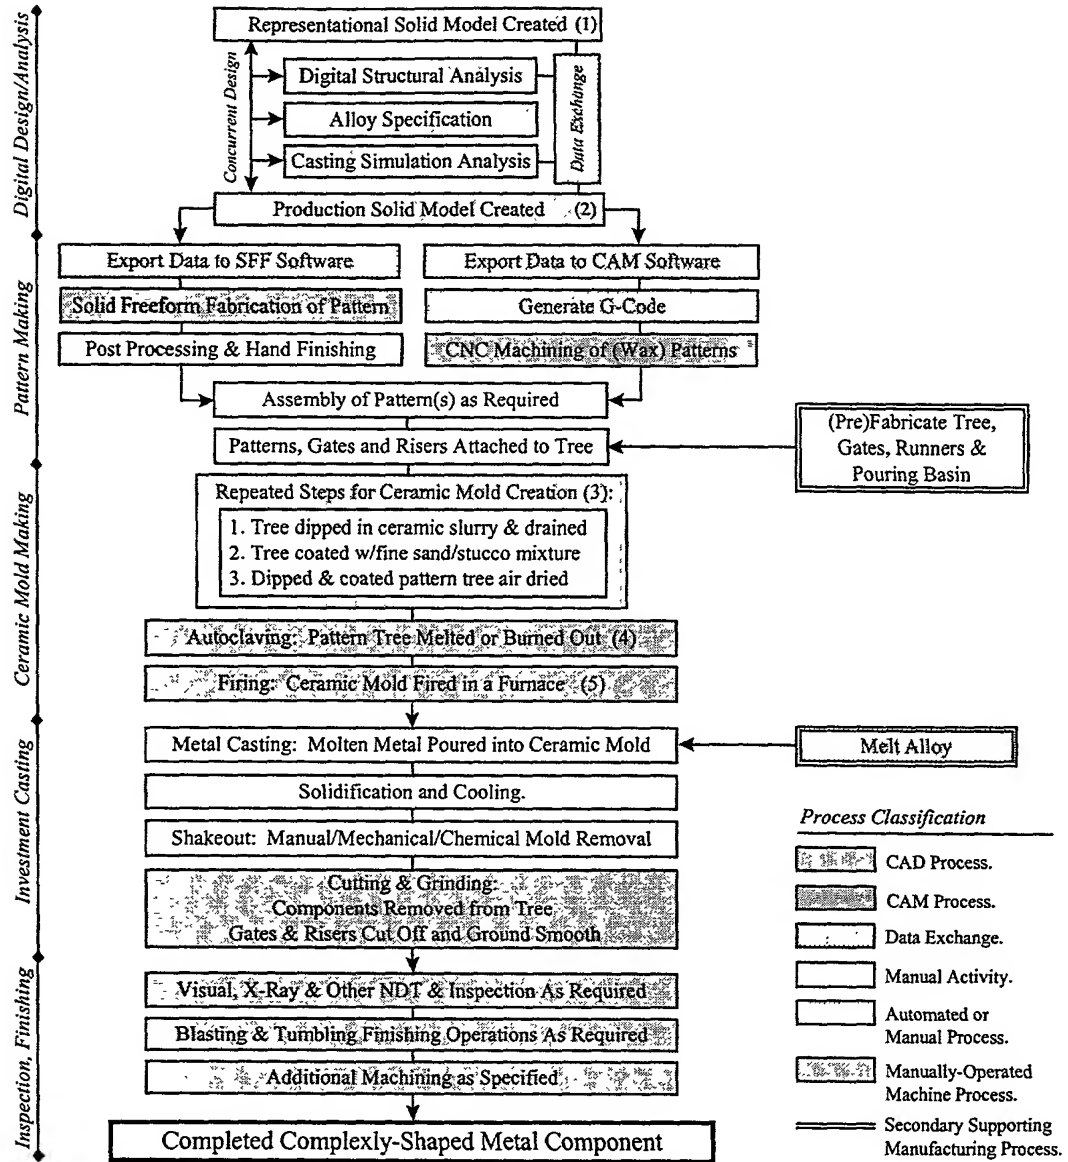 Digital Design/Analysis
Representational Solid Model Created (1)
Concurrent Design
Digital Structural Analysis
Alloy Specification
Casting Simulation Analysis
Data Exchange
Production Solid Model Created (2)
Pattern Making
Export Data to SFF Software
Solid Freeform Fabrication of Pattern
Post Processing & Hand Finishing
Export Data to CAM Software
Generate G-Code
CNC Machining of (Wax) Patterns
Assembly of Pattern(s) as Required
Patterns, Gates and Risers Attached to Tree
(Pre)Fabricate Tree,
Gates, Runners &
Pouring Basin
Ceramic Mold Making
Repeated Steps for Ceramic Mold Creation (3):
1. Tree dipped in ceramic slurry & drained
2. Tree coated w/fine sand/stucco mixture
3. Dipped & coated pattern tree air dried
Autoclaving: Pattern Tree Melted or Burned Out (4)
Firing: Ceramic Mold Fired in a Furnace (5)
Investment Casting
Metal Casting: Molten Metal Poured into Ceramic Mold
Melt Alloy
Solidification and Cooling.
Shakeout: Manual/Mechanical/Chemical Mold Removal
Cutting & Grinding:
Components Removed from Tree
Gates & Risers Cut Off and Ground Smooth
Inspection, Finishing
Visual, X-Ray & Other NDT & Inspection As Required
Blasting & Tumbling Finishing Operations As Required
Additional Machining as Specified
Completed Complexly-Shaped Metal Component
Process Classification
CAD Process.
CAM Process.
Data Exchange.
Manual Activity.
Automated or
Manual Process.
Manually-Operated
Machine Process.
Secondary Supporting
Manufacturing Process.